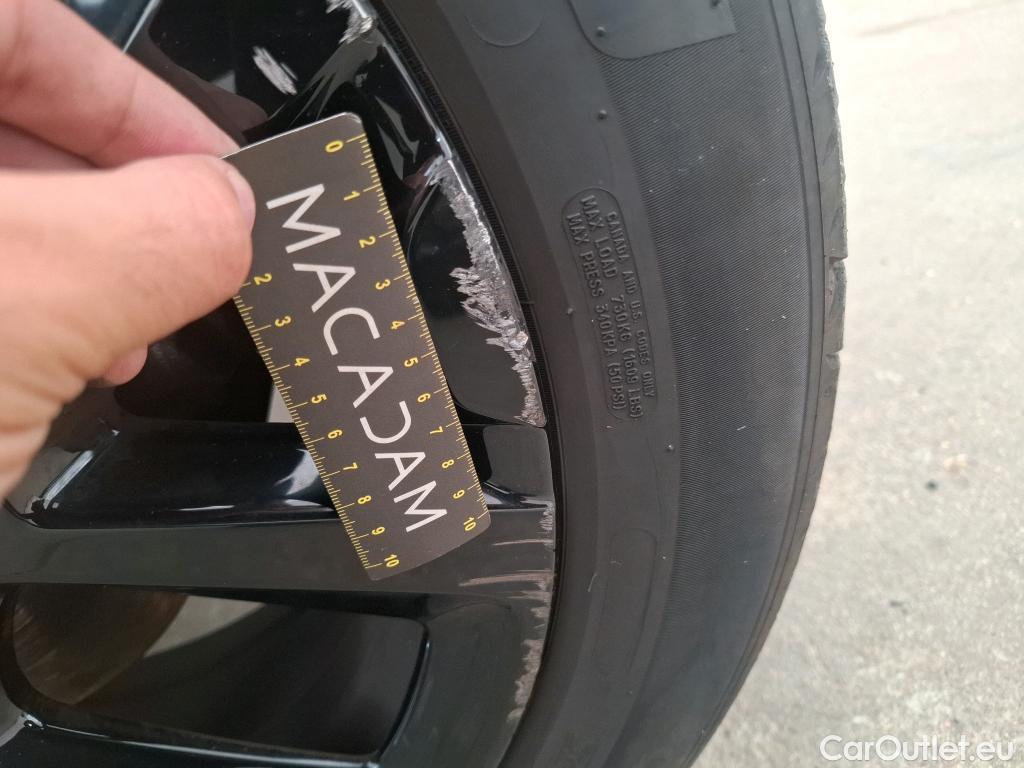 0 1 2 3 4 5 6 7 8 9 10
MACADAM
2 3 4 5 6 7 8 9 10
CANADA AND U.S. CODES ONLY
MAX LOAD 730KG (1609 LBS)
MAX PRESS 340KPA (50PSI)
CarOutlet.eu